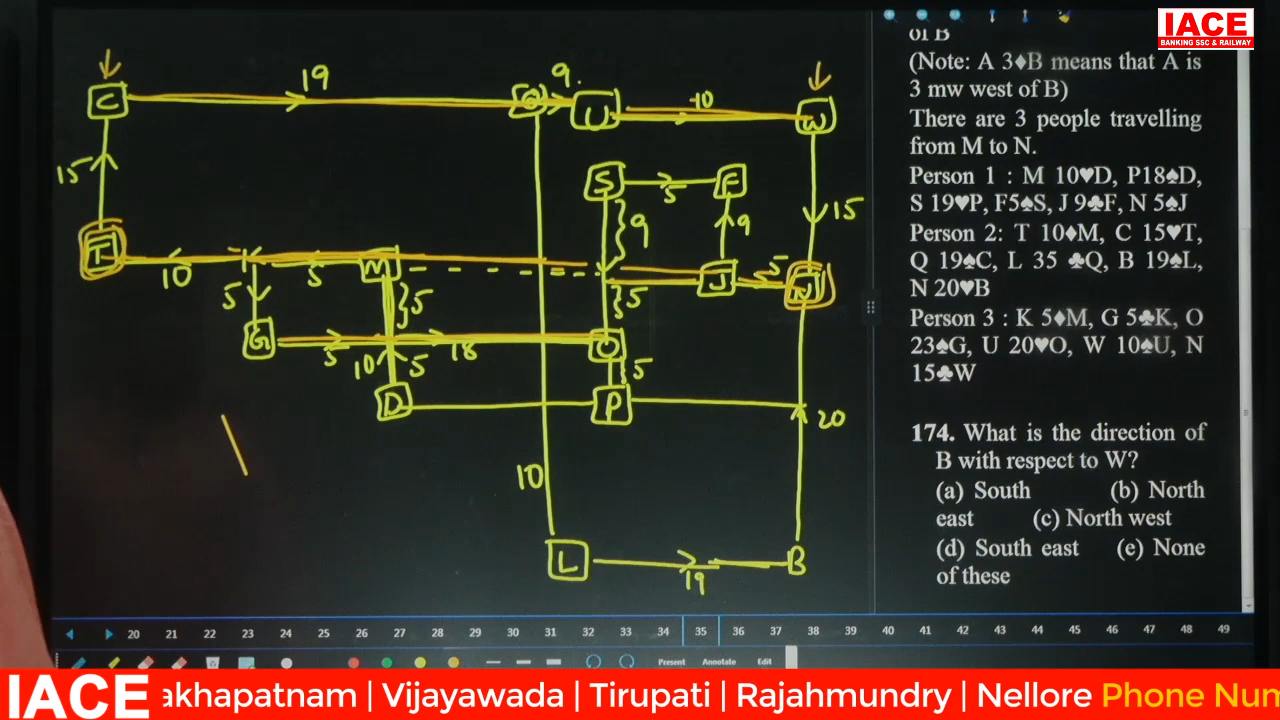 IACE
BANKING SSC & RAILWAY
of B
(Note: A 3♦B means that A is
3 mw west of B)
There are 3 people travelling
from M to N.
Person 1 : M 10♥D, P18♠D,
S 19♥P, F5♠S, J 9♣F, N 5♠J
Person 2: T 10♦M, C 15♥T,
Q 19♠C, L 35 ♣Q, B 19♠L,
N 20♥B
Person 3 : K 5♦M, G 5♣K, O
23♠G, U 20♥O, W 10♠U, N
15♣W
174. What is the direction of
B with respect to W?
(a) South (b) North
east (c) North west
(d) South east (e) None
of these
C 19 Q 9. U 10 W
15 S 5 F 15
9 9
T 10 K 5 M J 5 N
5 5 5
G 5 18 O
10 5 5
D P 20
10
L 19 B
20 21 22 23 24 25 26 27 28 29 30 31 32 33 34 35 36 37 38 39 40 41 42 43 44 45 46 47 48 49
Present Annotate Edit
IACE akhapatnam | Vijayawada | Tirupati | Rajahmundry | Nellore Phone Num